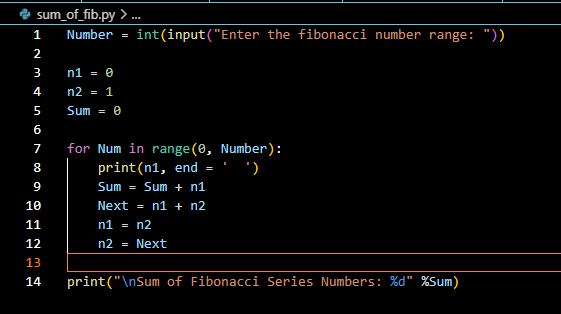 sum_of_fib.py > ...
1 Number = int(input("Enter the fibonacci number range: "))
2
3 n1 = 0
4 n2 = 1
5 Sum = 0
6
7 for Num in range(0, Number):
8     print(n1, end = '  ')
9     Sum = Sum + n1
10     Next = n1 + n2
11     n1 = n2
12     n2 = Next
13
14 print("\nSum of Fibonacci Series Numbers: %d" %Sum)